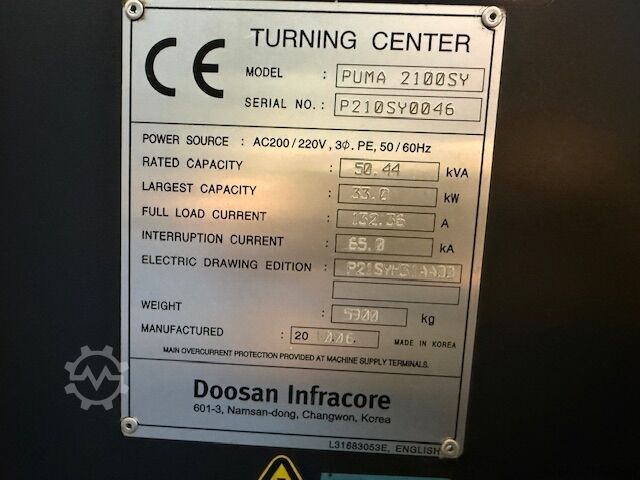 CE
TURNING CENTER
MODEL : PUMA 2100SY
SERIAL NO. : P210SY0046
POWER SOURCE : AC200/220V, 3Φ. PE, 50/60Hz
RATED CAPACITY : 50.44 kVA
LARGEST CAPACITY : 33.0 kW
FULL LOAD CURRENT : 132.36 A
INTERRUPTION CURRENT : 65.0 kA
ELECTRIC DRAWING EDITION :
WEIGHT : 5900 kg
MANUFACTURED : 20 MADE IN KOREA
MAIN OVERCURRENT PROTECTION PROVIDED AT MACHINE SUPPLY TERMINALS.
Doosan Infracore
601-3, Namsan-dong, Changwon, Korea
L31683053E, ENGLISH